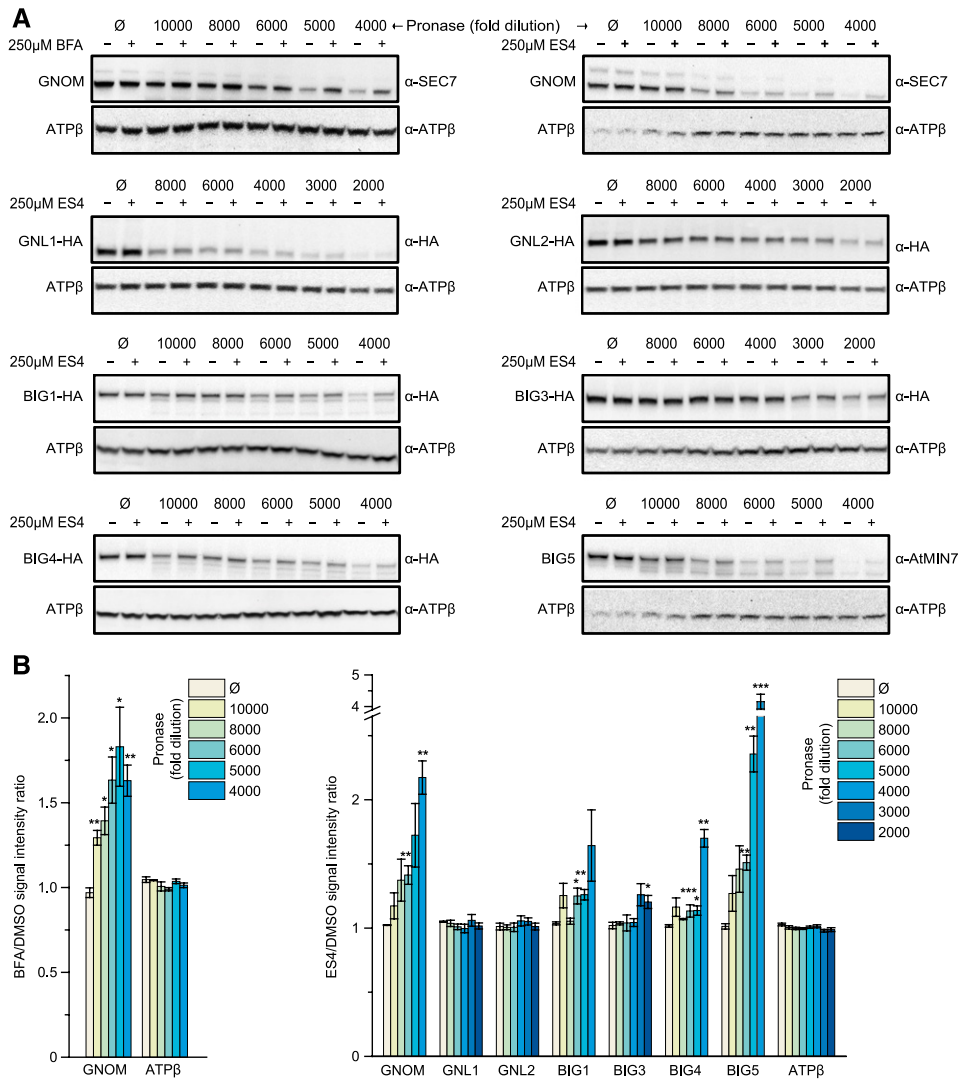 A
Ø 10000 8000 6000 5000 4000 ← Pronase (fold dilution) → Ø 10000 8000 6000 5000 4000
250µM BFA – + – + – + – + – + – +
250µM ES4 – + – + – + – + – + – +
GNOM α-SEC7
GNOM α-SEC7
ATPβ α-ATPβ
ATPβ α-ATPβ
Ø 8000 6000 4000 3000 2000
Ø 8000 6000 4000 3000 2000
250µM ES4 – + – + – + – + – + – +
250µM ES4 – + – + – + – + – + – +
GNL1-HA α-HA
GNL2-HA α-HA
ATPβ α-ATPβ
ATPβ α-ATPβ
Ø 10000 8000 6000 5000 4000
Ø 8000 6000 4000 3000 2000
250µM ES4 – + – + – + – + – + – +
250µM ES4 – + – + – + – + – + – +
BIG1-HA α-HA
BIG3-HA α-HA
ATPβ α-ATPβ
ATPβ α-ATPβ
Ø 10000 8000 6000 5000 4000
Ø 10000 8000 6000 5000 4000
250µM ES4 – + – + – + – + – + – +
250µM ES4 – + – + – + – + – + – +
BIG4-HA α-HA
BIG5 α-AtMIN7
ATPβ α-ATPβ
ATPβ α-ATPβ
B
BFA/DMSO signal intensity ratio
2.0
1.5
1.0
0.5
0
** * * * **
GNOM ATPβ
Pronase
(fold dilution)
Ø
10000
8000
6000
5000
4000
ES4/DMSO signal intensity ratio
5
4
2
1
0
** ** * ** * *** * ** ** ** ***
GNOM GNL1 GNL2 BIG1 BIG3 BIG4 BIG5 ATPβ
Pronase
(fold dilution)
Ø
10000
8000
6000
5000
4000
3000
2000